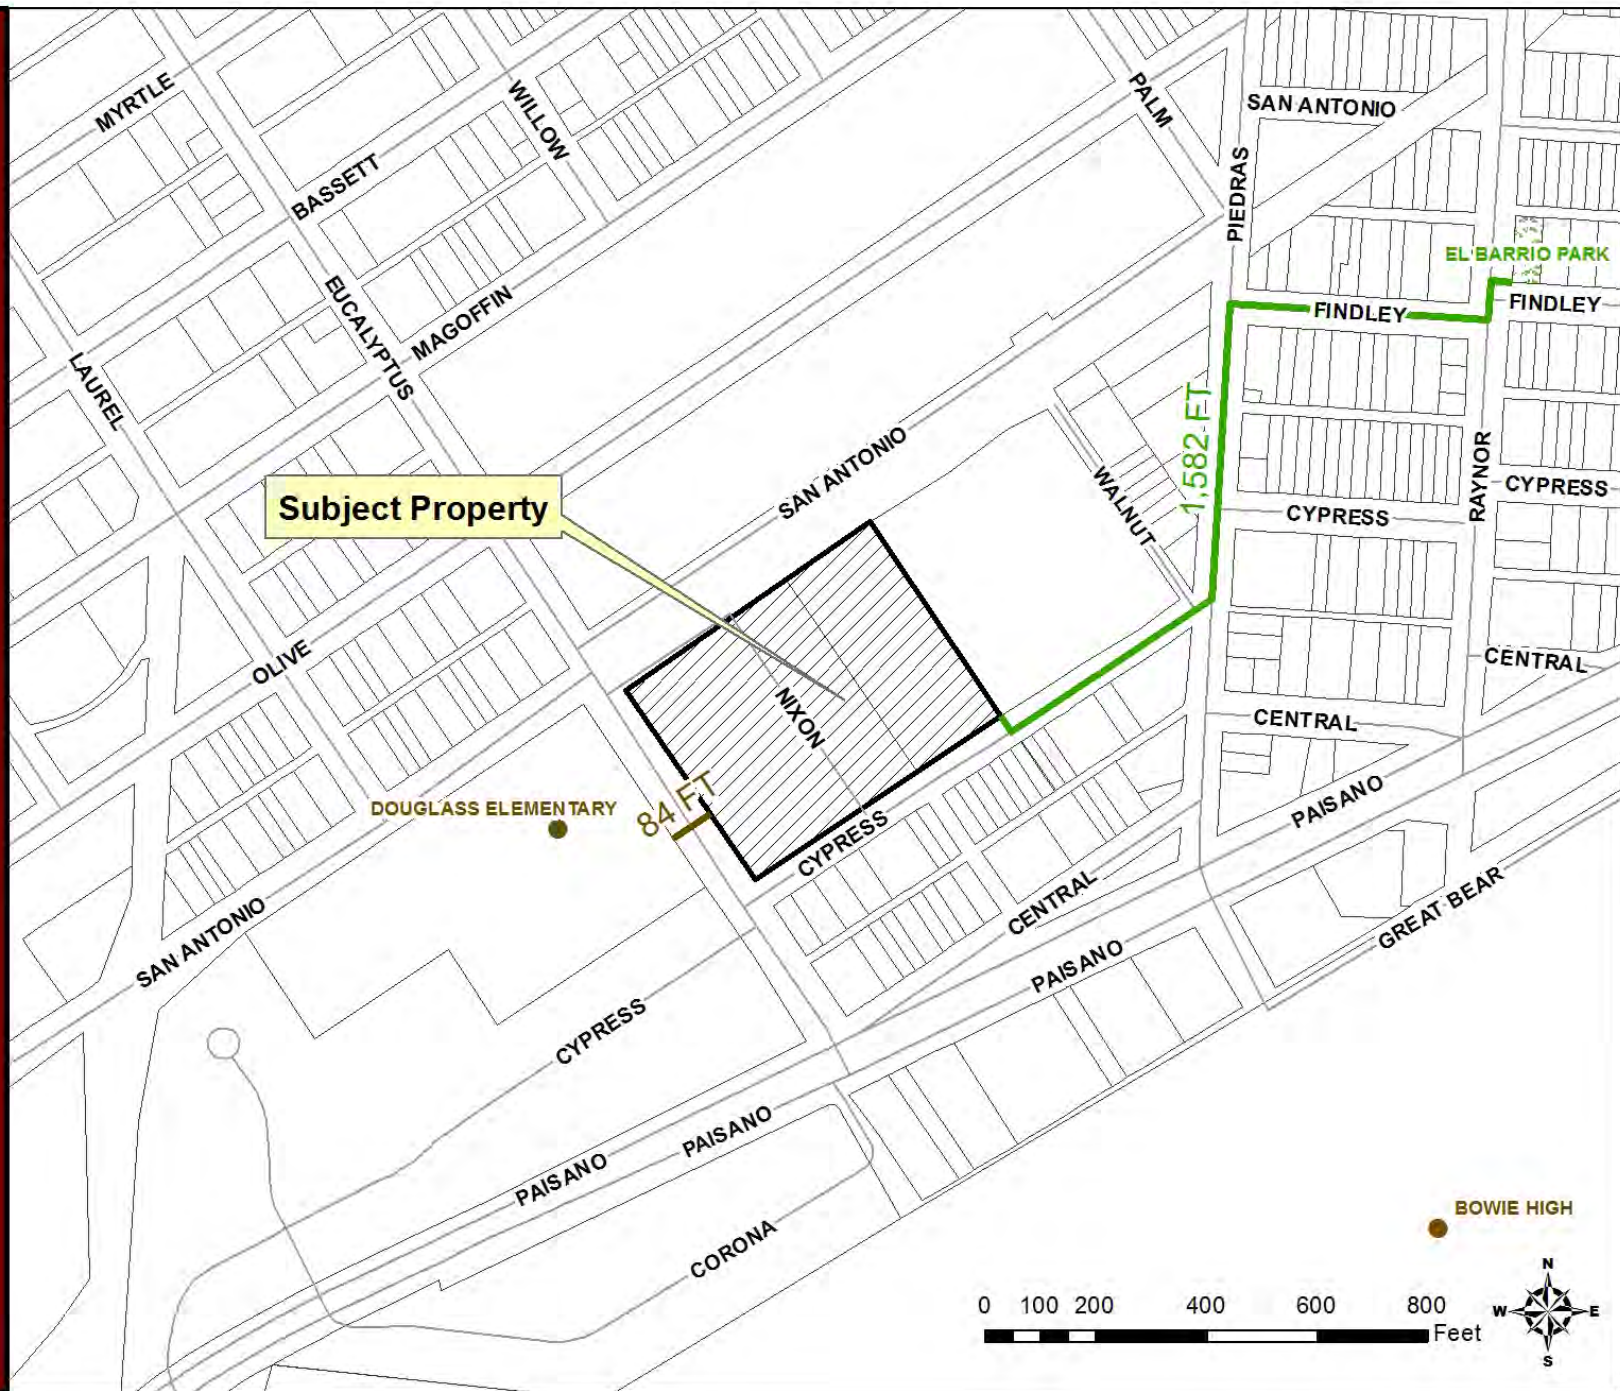 MYRTLE
WILLOW
PALM
SAN ANTONIO
BASSETT
PIEDRAS
EL BARRIO PARK
EUCALYPTUS
MAGOFFIN
FINDLEY
FINDLEY
LAUREL
1,582 FT
SAN ANTONIO
RAYNOR
CYPRESS
Subject Property
WALNUT
CYPRESS
OLIVE
CENTRAL
NIXON
CENTRAL
DOUGLASS ELEMENTARY
84 FT
PAISANO
CYPRESS
CENTRAL
GREAT BEAR
SAN ANTONIO
PAISANO
CYPRESS
PAISANO
PAISANO
CORONA
BOWIE HIGH
N
W E
S
0 100 200 400 600 800
Feet